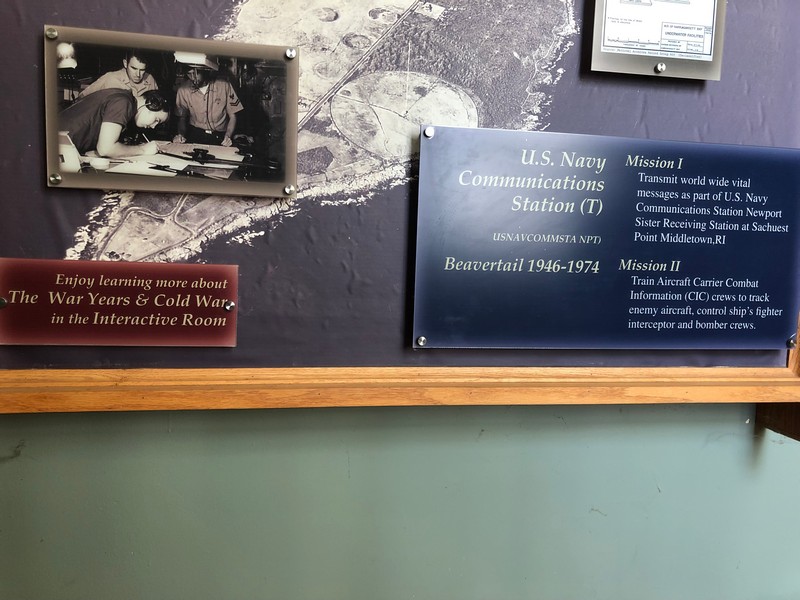 UNDERWATER FACILITIES
U.S. Navy
Communications
Station (T)
USNAVCOMMSTA NPT)
Beavertail 1946-1974
Mission I
Transmit world wide vital
messages as part of U.S. Navy
Communications Station Newport
Sister Receiving Station at Sachuest
Point Middletown,RI
Mission II
Train Aircraft Carrier Combat
Information (CIC) crews to track
enemy aircraft, control ship's fighter
interceptor and bomber crews.
Enjoy learning more about
The War Years & Cold War
in the Interactive Room